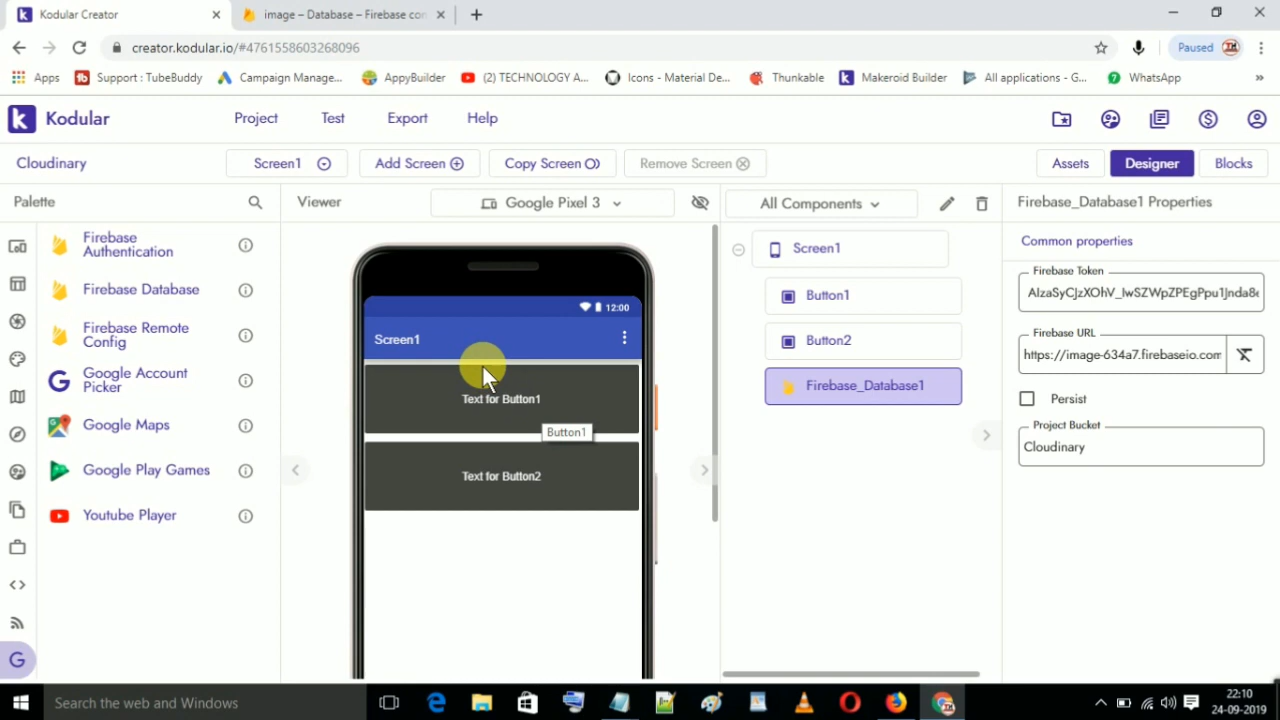 Kodular Creator
image – Database – Firebase con
creator.kodular.io/#4761558603268096
Paused
Apps
Support : TubeBuddy
Campaign Manage...
AppyBuilder
(2) TECHNOLOGY A...
Icons - Material De...
Thunkable
Makeroid Builder
All applications - G...
WhatsApp
Kodular
Project
Test
Export
Help
Cloudinary
Screen1
Add Screen
Copy Screen
Remove Screen
Assets
Designer
Blocks
Palette
Viewer
Google Pixel 3
All Components
Firebase_Database1 Properties
Firebase
Authentication
Firebase Database
Firebase Remote
Config
Google Account
Picker
Google Maps
Google Play Games
Youtube Player
12:00
Screen1
Text for Button1
Button1
Text for Button2
Screen1
Button1
Button2
Firebase_Database1
Common properties
Firebase Token
Firebase URL
https://image-634a7.firebaseio.com
Persist
Project Bucket
Cloudinary
Search the web and Windows
22:10
24-09-2019